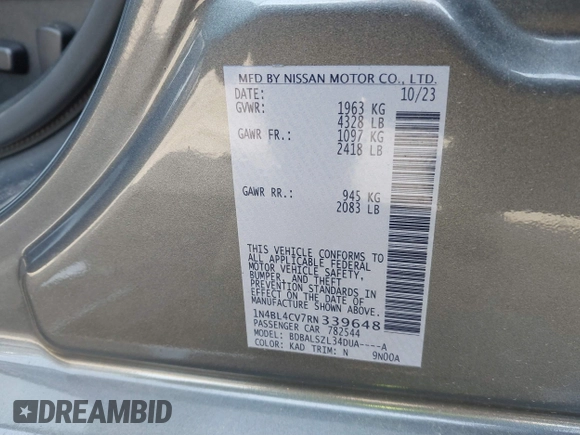 MFD BY NISSAN MOTOR CO., LTD.
DATE: 10/23
GVWR: 1963 KG
4328 LB
GAWR FR.: 1097 KG
2418 LB
GAWR RR.: 945 KG
2083 LB
THIS VEHICLE CONFORMS TO
ALL APPLICABLE FEDERAL
MOTOR VEHICLE SAFETY,
BUMPER, AND THEFT
PREVENTION STANDARDS IN
EFFECT ON THE DATE OF
MANUFACTURE SHOWN ABOVE.
1N4BL4CV7RN339648
PASSENGER CAR 782544
MODEL: BDBALSZL34DUA----A
COLOR: KAD TRIM: N 9N00A
DREAMBID